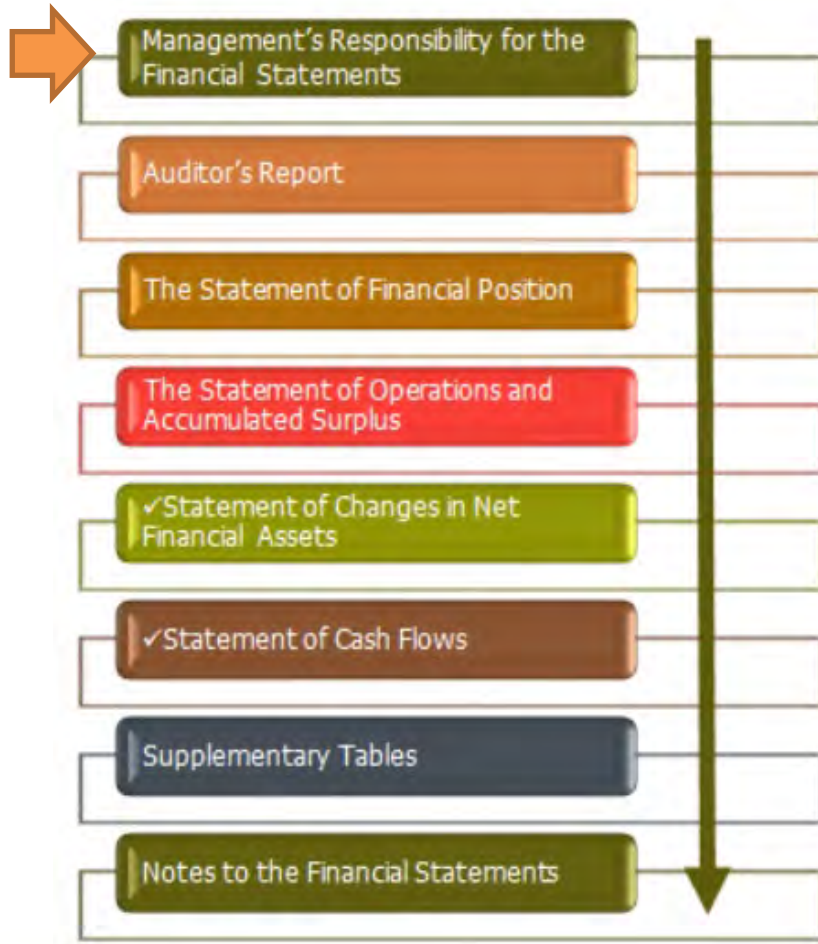 Management's Responsibility for the
Financial Statements
Auditor's Report
The Statement of Financial Position
The Statement of Operations and
Accumulated Surplus
✓Statement of Changes in Net
Financial Assets
✓Statement of Cash Flows
Supplementary Tables
Notes to the Financial Statements